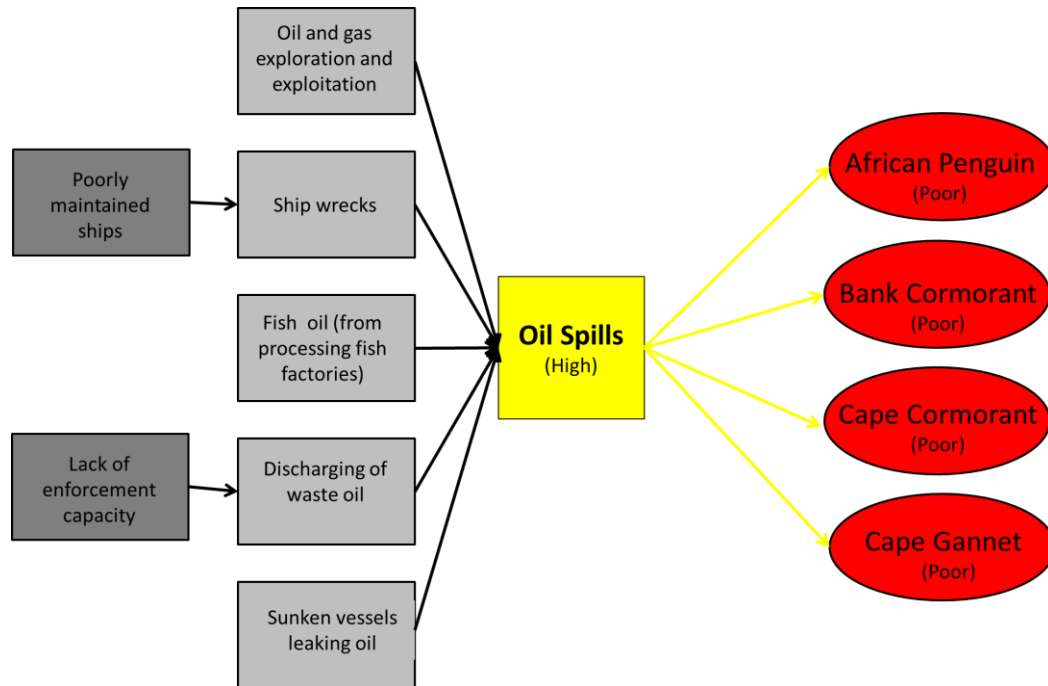 Oil and gas
exploration and
exploitation
Poorly
maintained
ships
Ship wrecks
Fish oil (from
processing fish
factories)
Lack of
enforcement
capacity
Discharging of
waste oil
Sunken vessels
leaking oil
Oil Spills
(High)
African Penguin
(Poor)
Bank Cormorant
(Poor)
Cape Cormorant
(Poor)
Cape Gannet
(Poor)